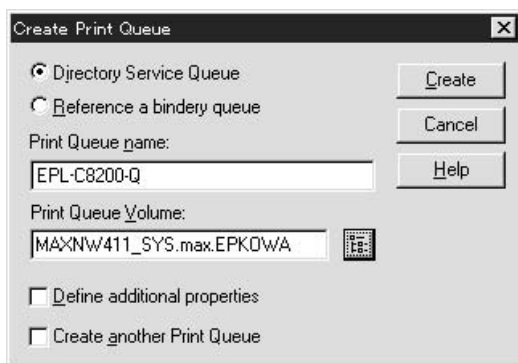 Create Print Queue
Directory Service Queue
Reference a bindery queue
Print Queue name:
EPL-C8200-Q
Print Queue Volume:
MAXNW411_SYS.max.EPKOWA
Define additional properties
Create another Print Queue
Create
Cancel
Help